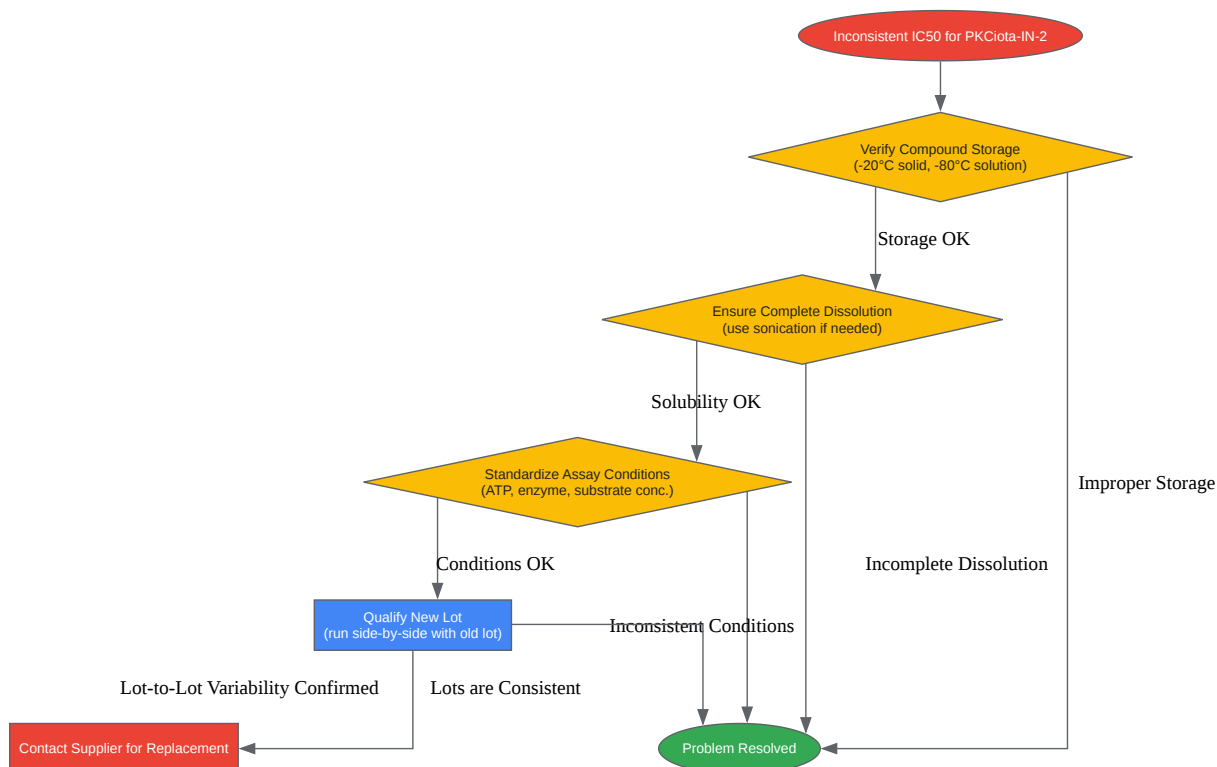 Inconsistent IC50 for PKCiota-IN-2
Verify Compound Storage
(-20°C solid, -80°C solution)
Storage OK
Ensure Complete Dissolution
(use sonication if needed)
Solubility OK
Standardize Assay Conditions
(ATP, enzyme, substrate conc.)
Improper Storage
Conditions OK
Incomplete Dissolution
Qualify New Lot
(run side-by-side with old lot)
Inconsistent Conditions
Lot-to-Lot Variability Confirmed
Lots are Consistent
Contact Supplier for Replacement
Problem Resolved